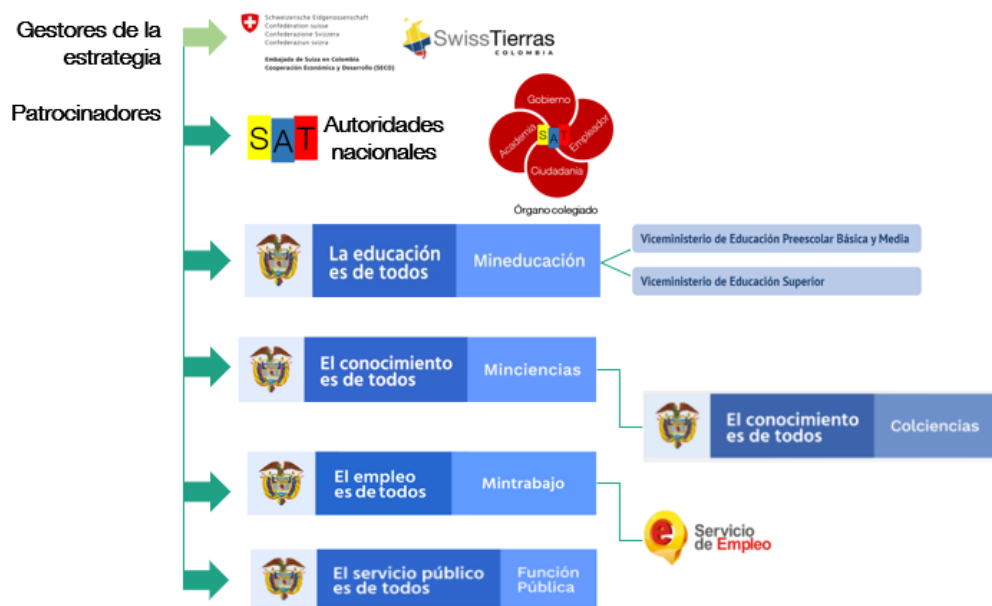 Gestores de la
estrategia
Schweizerische Eidgenossenschaft
Confédération suisse
Confederazione Svizzera
Confederaziun svizra
Embajada de Suiza en Colombia
Cooperación Económica y Desarrollo (SECO)
SwissTierras
COLOMBIA
Patrocinadores
SAT
Autoridades
nacionales
Gobierno
Academia
SAT
Empleador
Ciudadania
Órgano colegiado
La educación
es de todos
Mineducación
Viceministerio de Educación Preescolar Básica y Media
Viceministerio de Educación Superior
El conocimiento
es de todos
Minciencias
El conocimiento
es de todos
Colciencias
El empleo
es de todos
Mintrabajo
e
Servicio
de Empleo
El servicio público
es de todos
Función
Pública